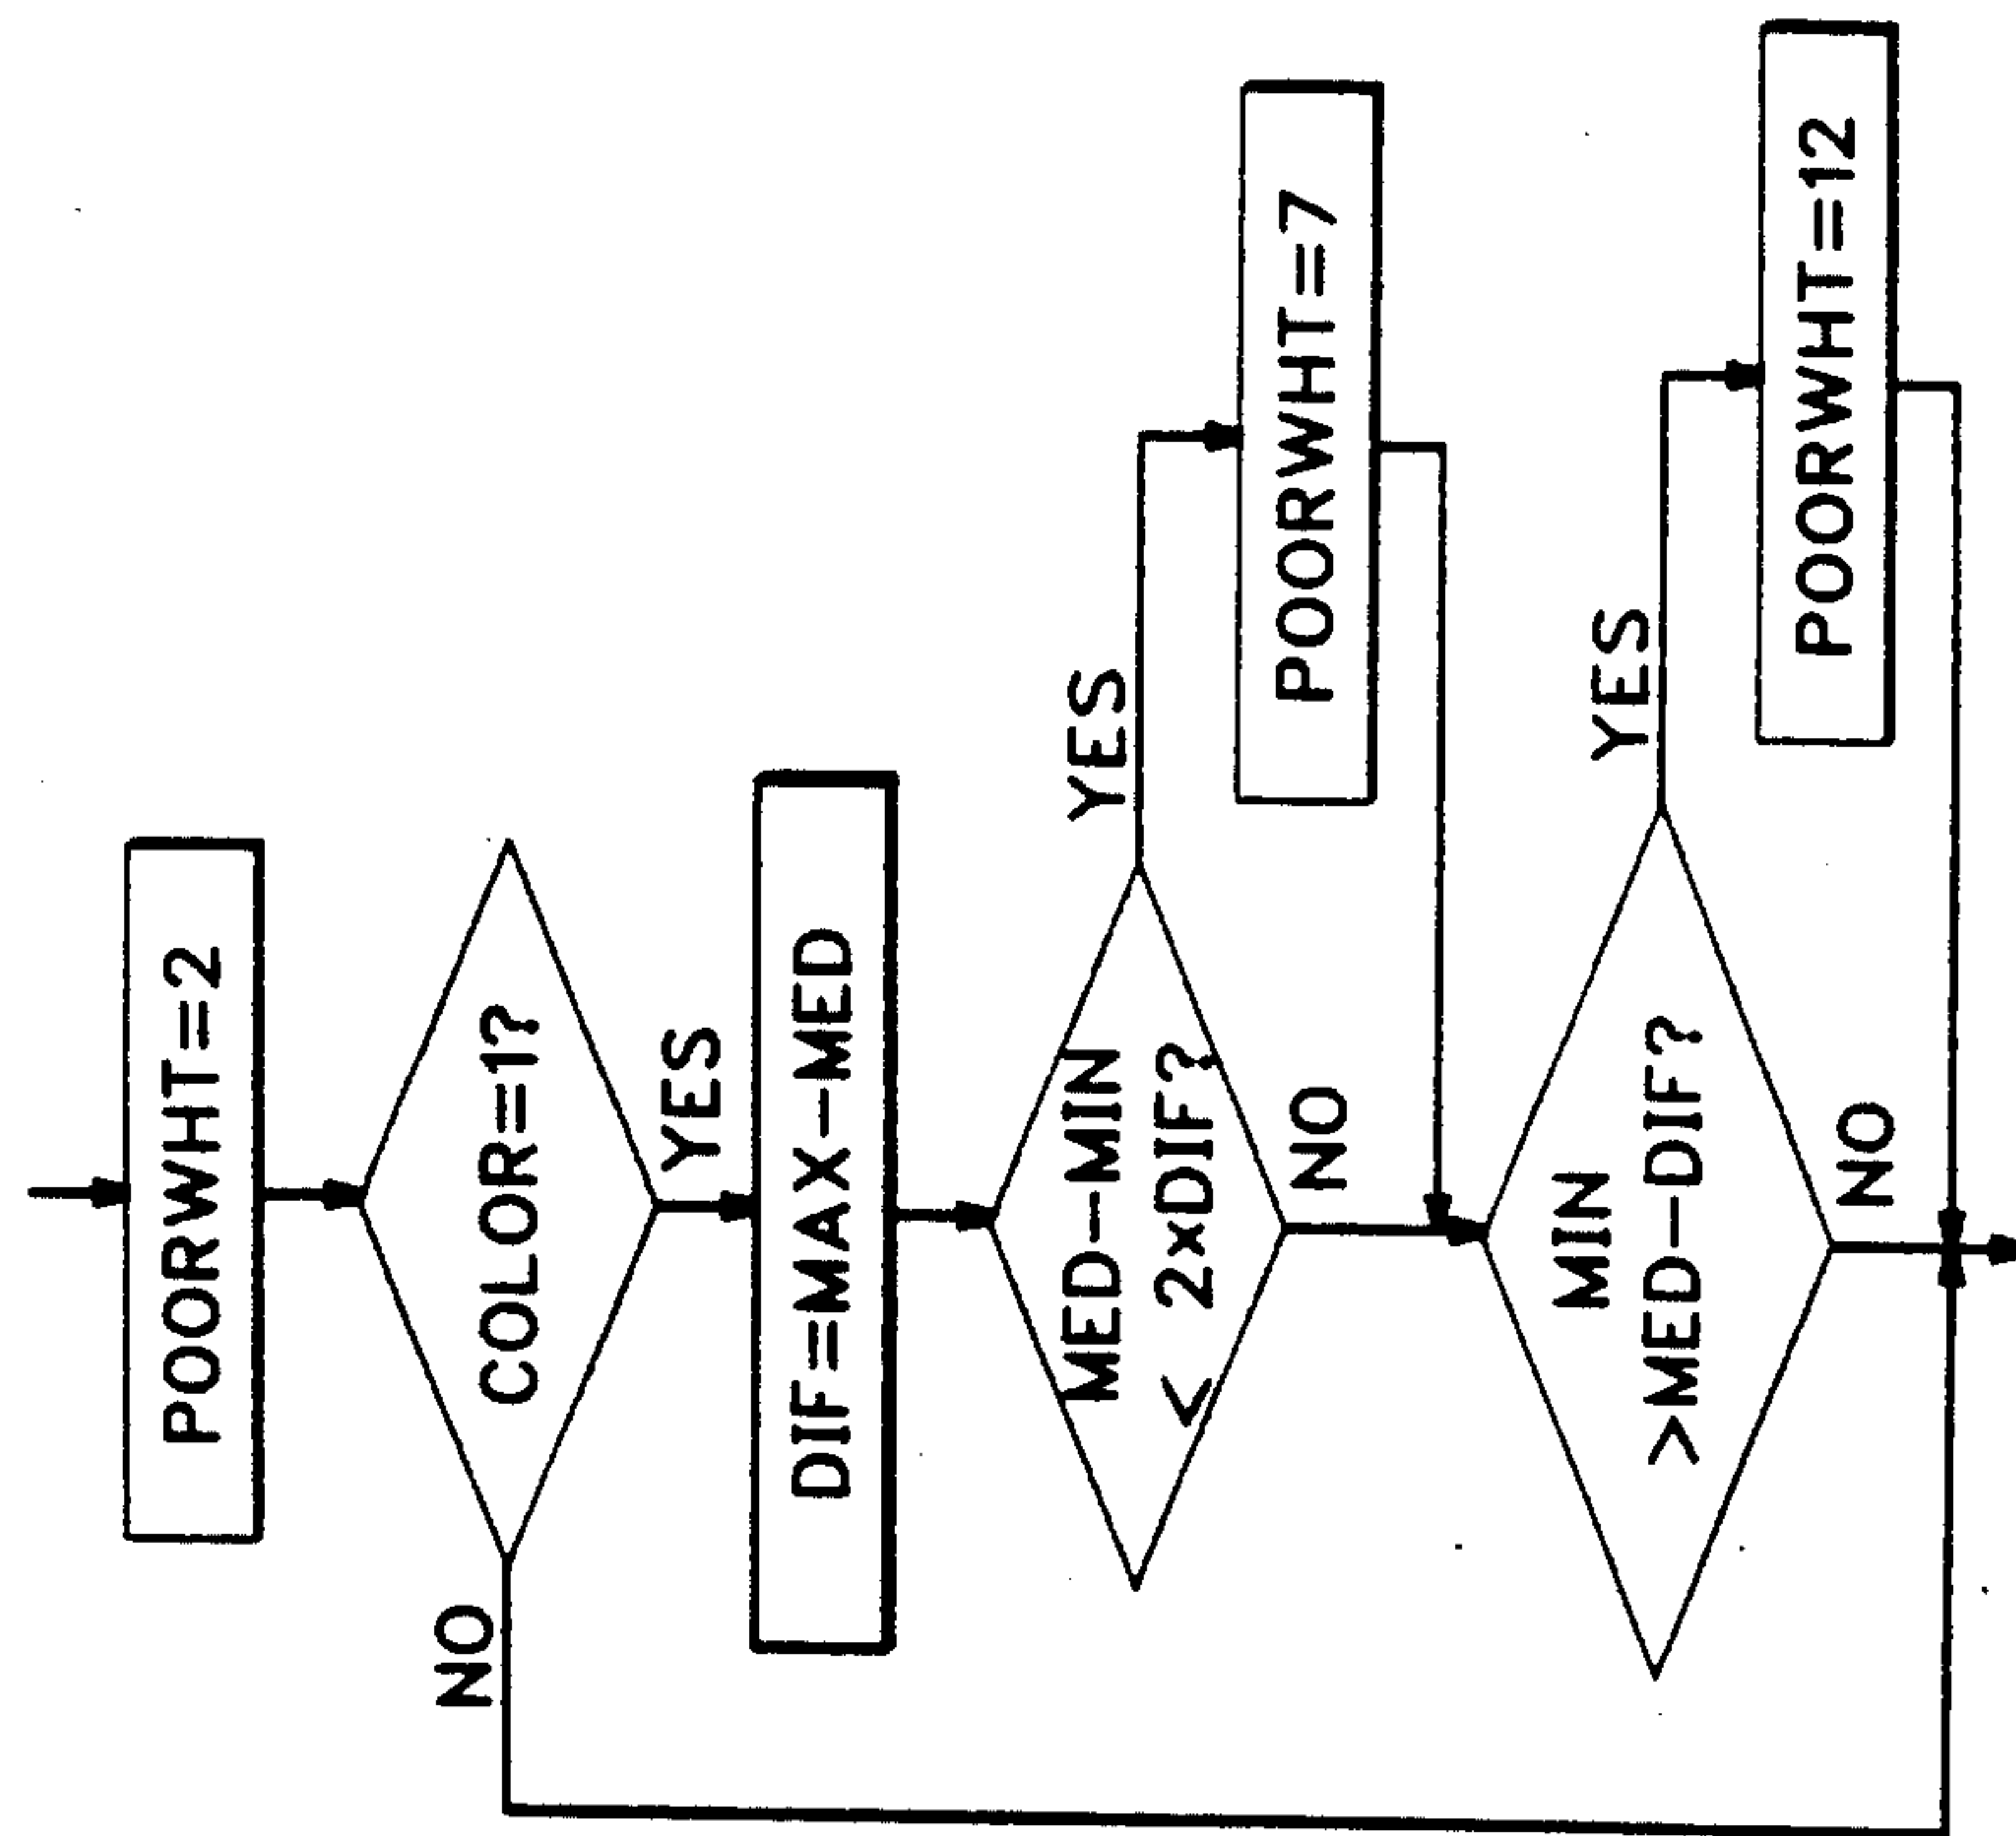 POORWHT=2
COLOR=1?
NO
YES
DIF=MAX-MED
MED-MIN
< 2xDIF?
YES
POORWHT=7
NO
MIN
>MED-DIF?
YES
POORWHT=12
NO